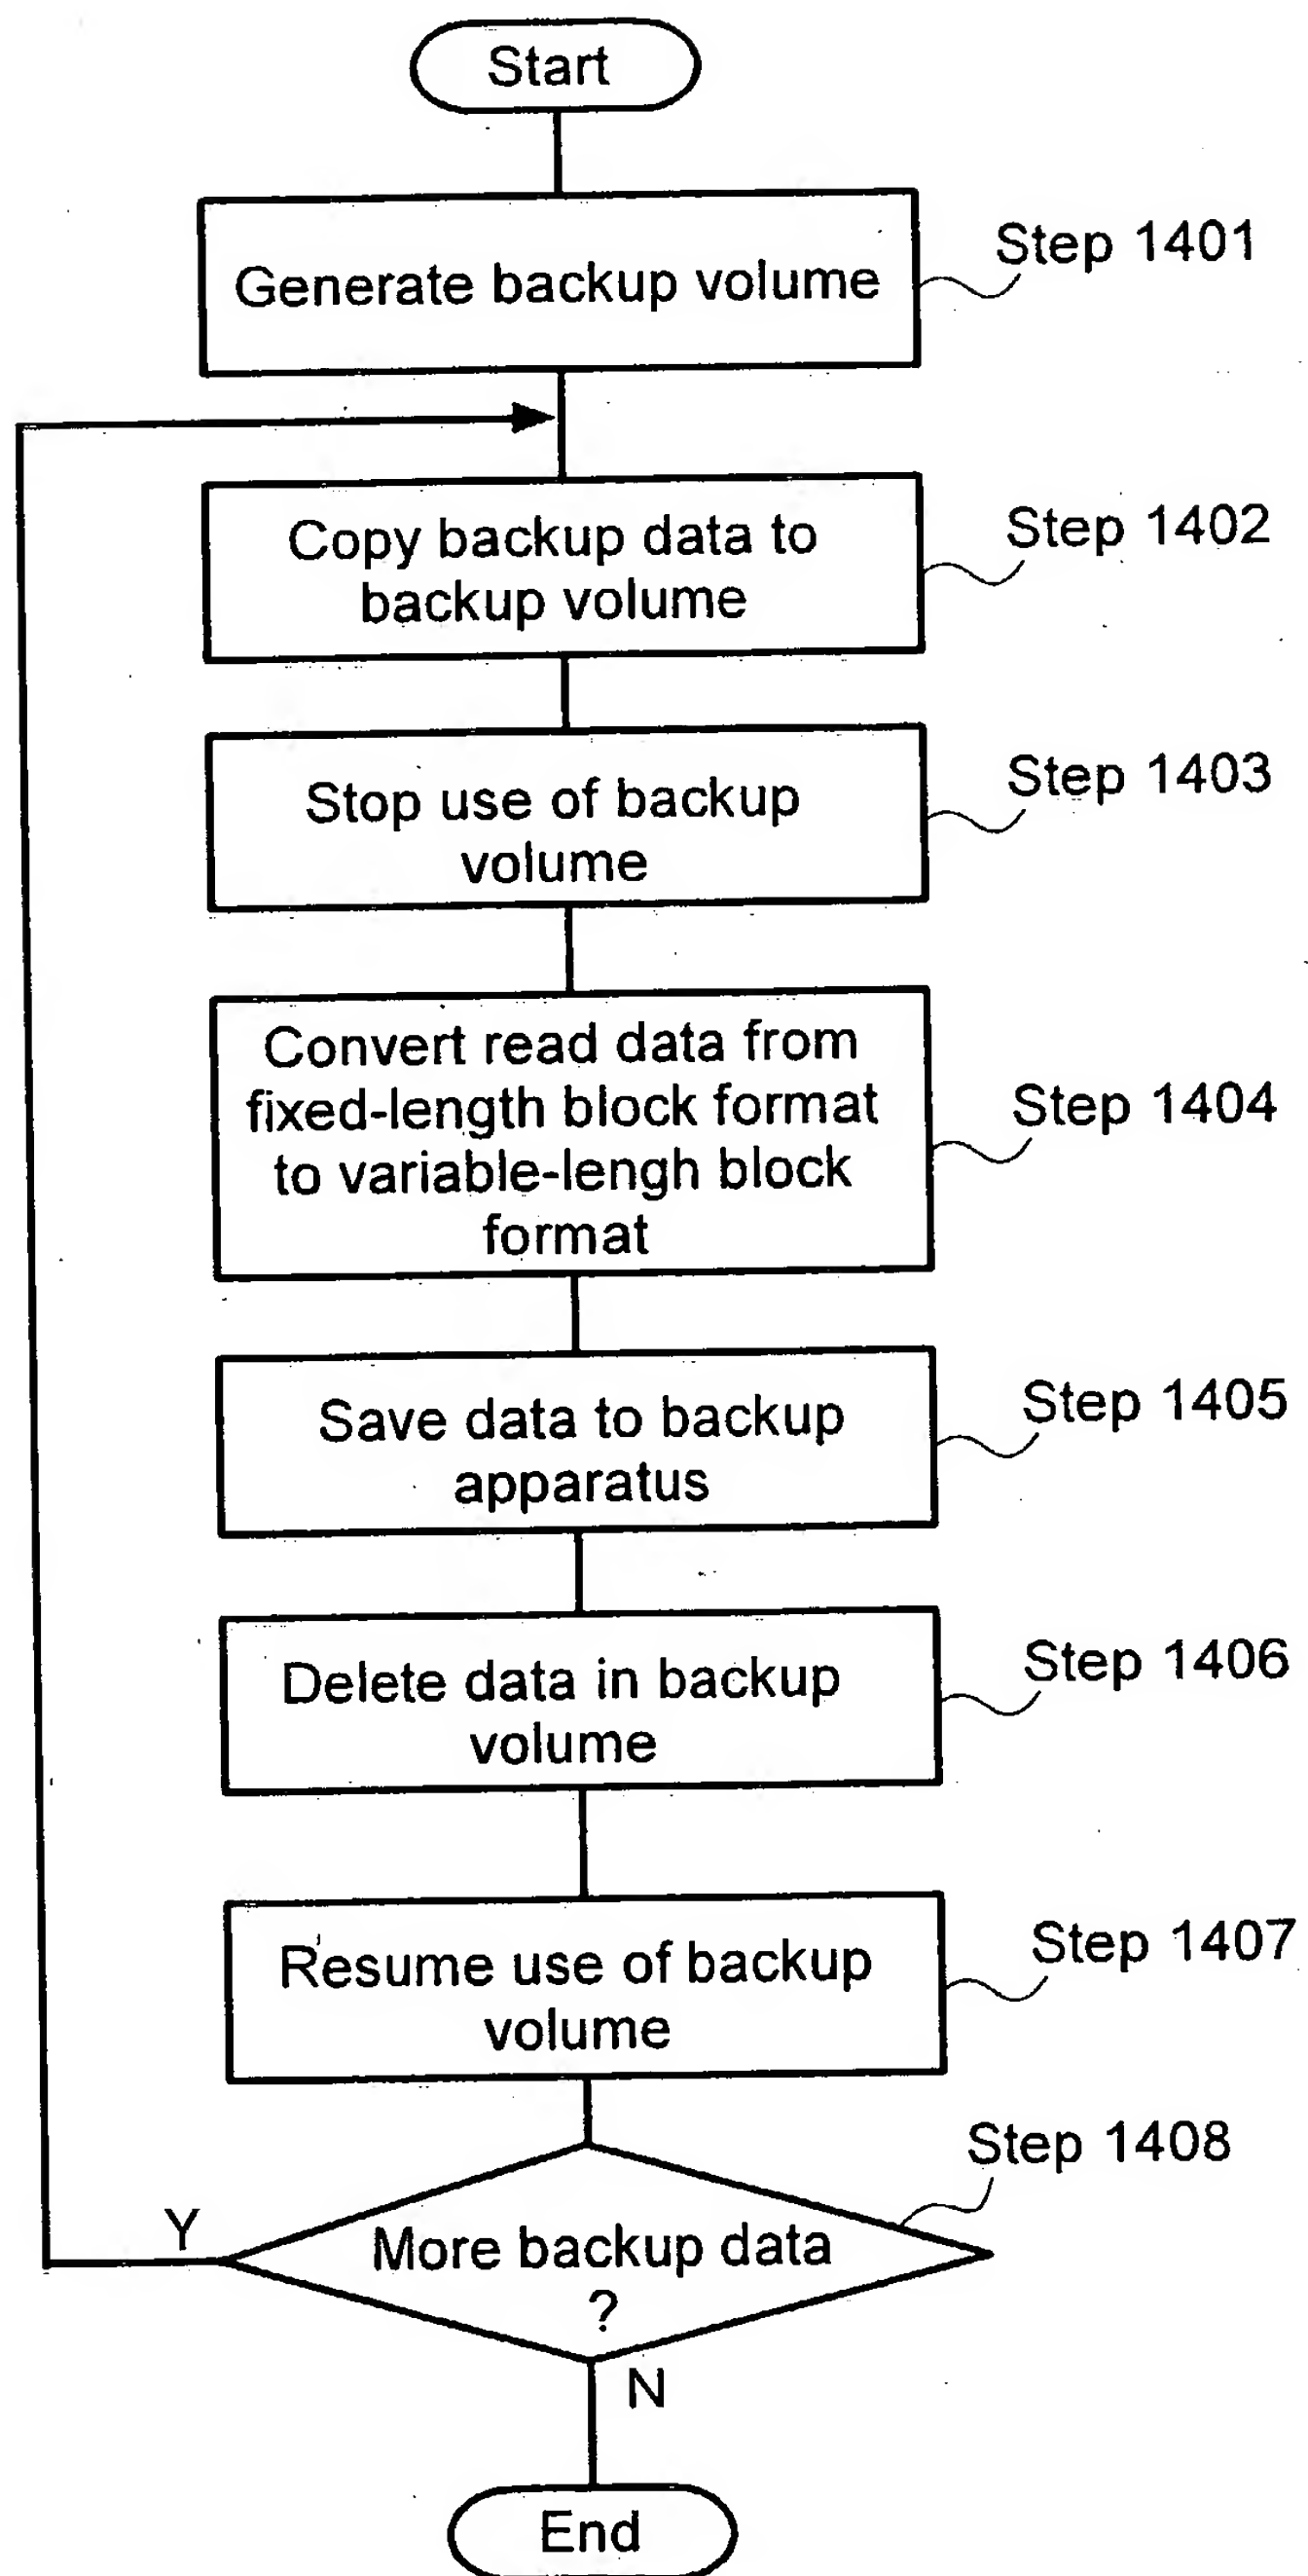 Start
Generate backup volume
Step 1401
Copy backup data to
backup volume
Step 1402
Stop use of backup
volume
Step 1403
Convert read data from
fixed-length block format
to variable-lengh block
format
Step 1404
Save data to backup
apparatus
Step 1405
Delete data in backup
volume
Step 1406
Resume use of backup
volume
Step 1407
Step 1408
More backup data
?
Y
N
End